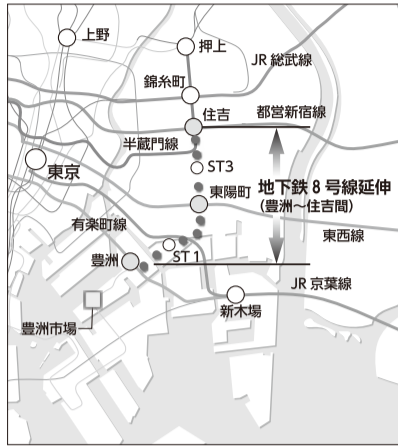 上野
押上
JR 総武線
錦糸町
住吉
都営新宿線
半蔵門線
東京
ST3
地下鉄８号線延伸
(豊洲～住吉間)
東陽町
有楽町線
東西線
豊洲
ST1
JR 京葉線
豊洲市場
新木場